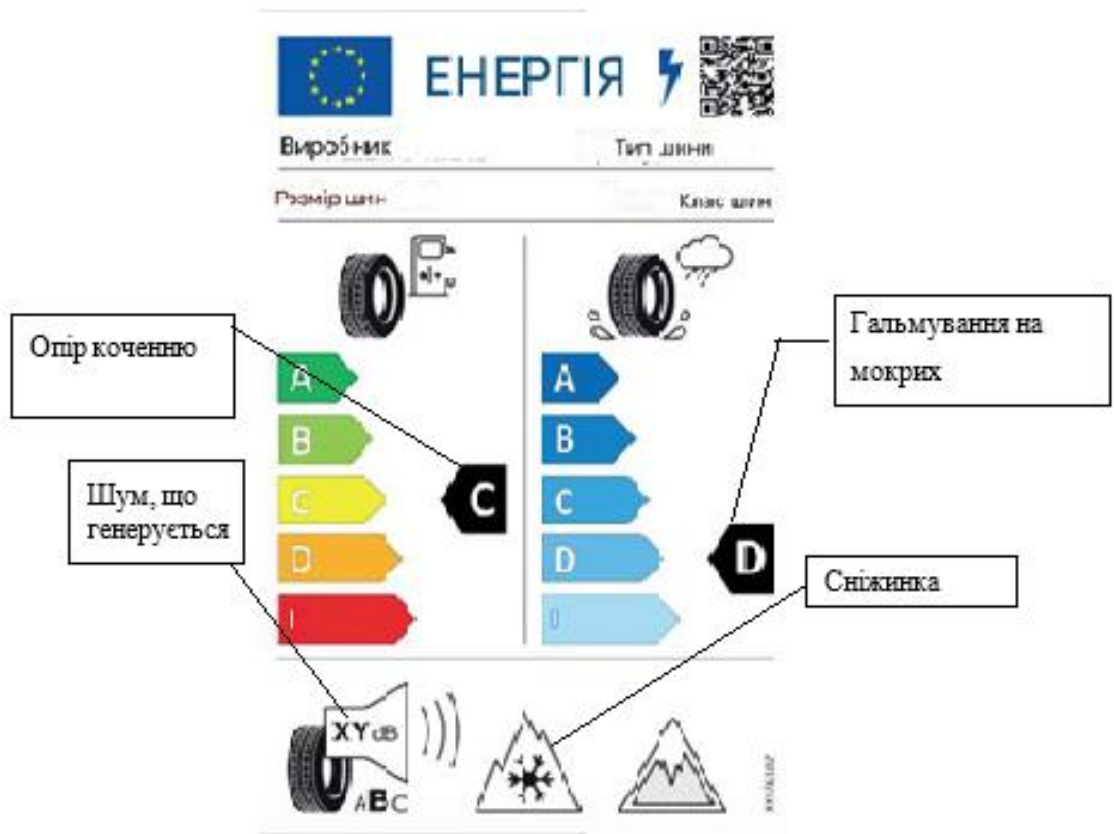 ЕНЕРГІЯ
Виробник
Тип шини
Розмір шин
Клас шин
Опір коченню
Гальмування на
мокрих
A
A
B
B
Шум, що
генерується
C
C
C
D
D
D
Сніжинка
XY dB
ABC